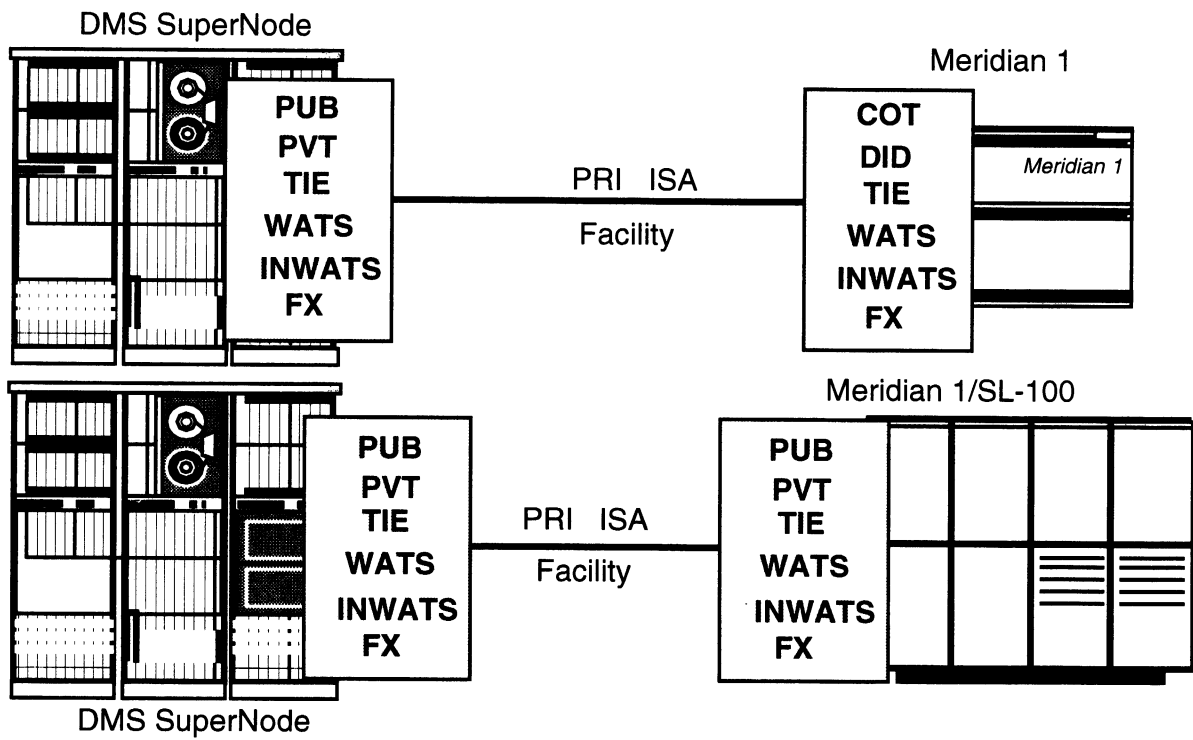 DMS SuperNode
PUB
PVT
TIE
WATS
INWATS
FX
PRI ISA
Facility
Meridian 1
COT
DID
TIE
WATS
INWATS
FX
Meridian 1
PUB
PVT
TIE
WATS
INWATS
FX
DMS SuperNode
PRI ISA
Facility
Meridian 1/SL-100
PUB
PVT
TIE
WATS
INWATS
FX